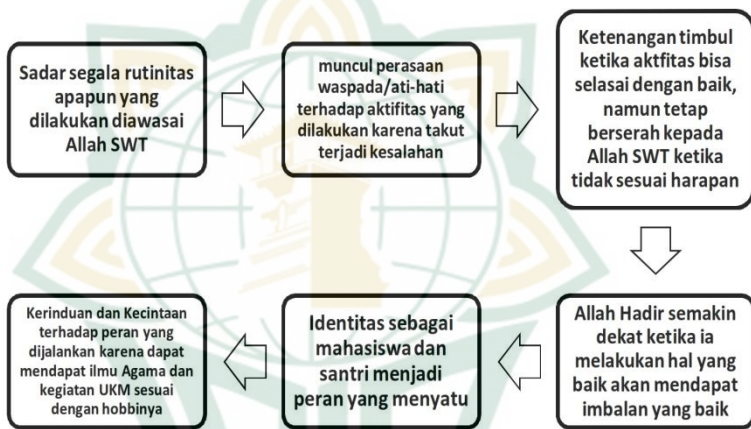 Sadar segala rutinitas
apapun yang
dilakukan diawasai
Allah SWT
muncul perasaan
waspada/ati-hati
terhadap aktifitas yang
dilakukan karena takut
terjadi kesalahan
Ketenangan timbul
ketika aktfitas bisa
selasai dengan baik,
namun tetap
berserah kepada
Allah SWT ketika
tidak sesuai harapan
Allah Hadir semakin
dekat ketika ia
melakukan hal yang
baik akan mendapat
imbalan yang baik
Identitas sebagai
mahasiswa dan
santri menjadi
peran yang menyatu
Kerinduan dan Kecintaan
terhadap peran yang
dijalankan karena dapat
mendapat ilmu Agama dan
kegiatan UKM sesuai
dengan hobbinya